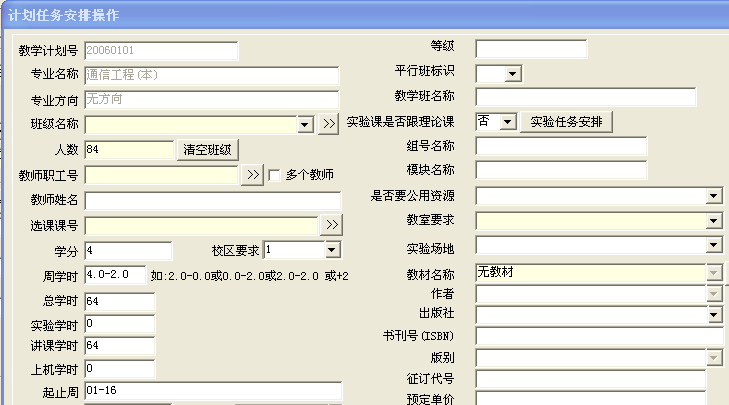 计划任务安排操作
教学计划号 20060101
专业名称 通信工程(本)
专业方向 无方向
班级名称 >>
人数 84 清空班级
教师职工号 >> 多个教师
教师姓名
选课课号 >>
学分 4 校区要求 1
周学时 4.0-2.0 如:2.0-0.0或0.0-2.0或2.0-2.0 或+2
总学时 64
实验学时 0
讲课学时 64
上机学时 0
起止周 01-16
等级
平行班标识
教学班名称
实验课是否跟理论课 否 实验任务安排
组号名称
模块名称
是否要公用资源
教室要求
实验场地
教材名称 无教材
作者
出版社
书刊号(ISBN)
版别
征订代号
预定单价